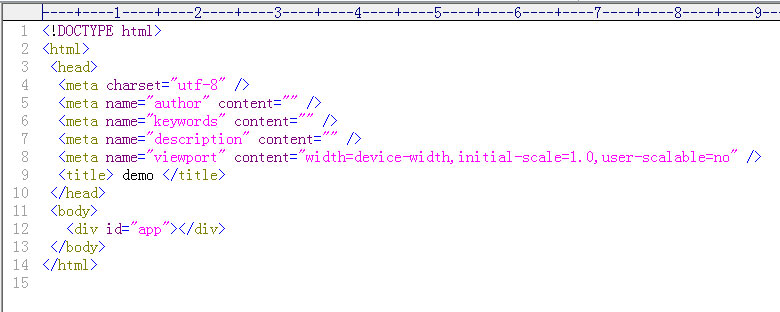 ----+----1----+----2----+----3----+----4----+----5----+----6----+----7----+----8----+----9---
1 <!DOCTYPE html>
2 <html>
3  <head>
4   <meta charset="utf-8" />
5   <meta name="author" content="" />
6   <meta name="keywords" content="" />
7   <meta name="description" content="" />
8   <meta name="viewport" content="width=device-width,initial-scale=1.0,user-scalable=no" />
9   <title> demo </title>
10  </head>
11  <body>
12    <div id="app"></div>
13  </body>
14 </html>
15